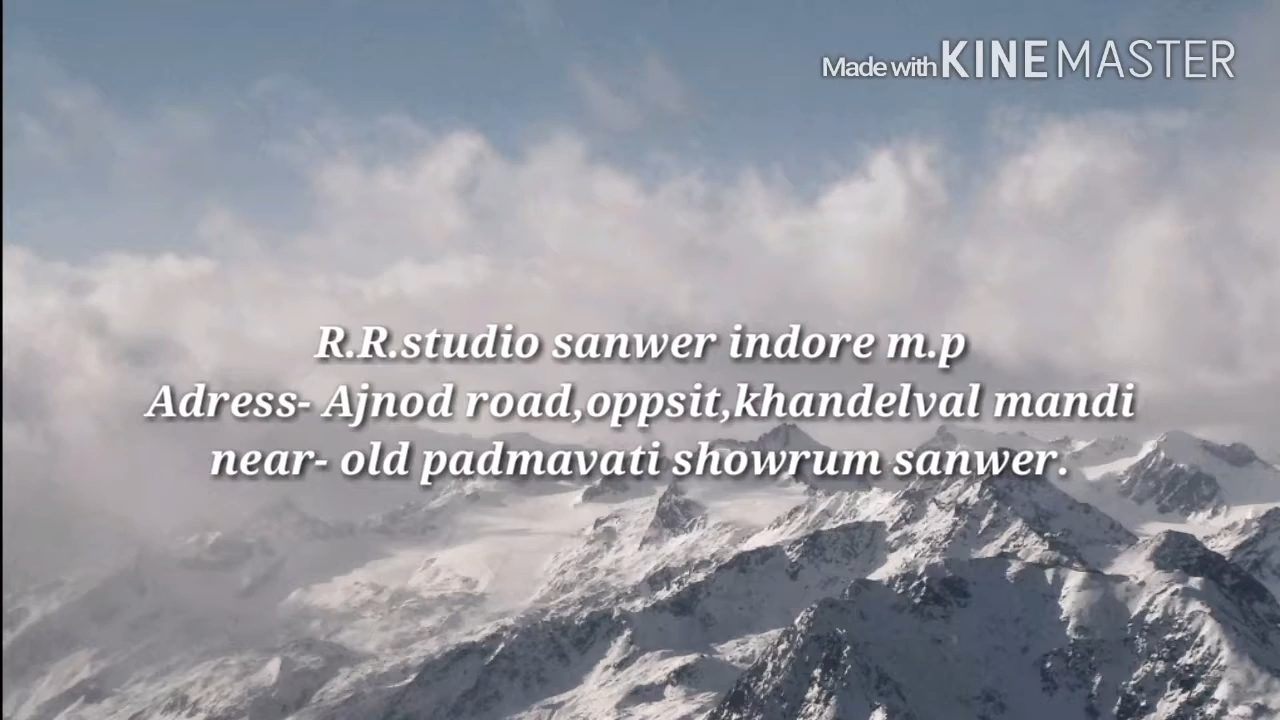 Made with KINEMASTER
R.R.studio sanwer indore m.p
Adress- Ajnod road,oppsit,khandelval mandi
near- old padmavati showrum sanwer.